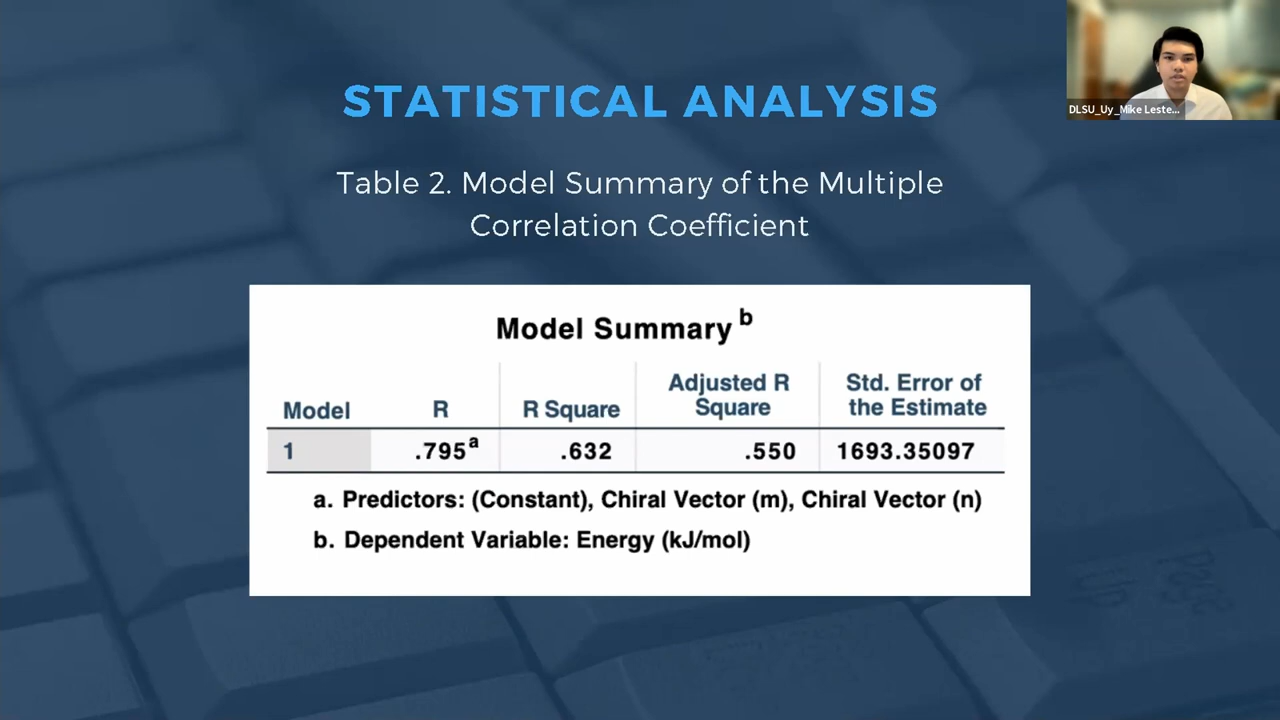 STATISTICAL ANALYSIS
DLSU_Uy_Mike Leste...
Table 2. Model Summary of the Multiple
Correlation Coefficient
Model Summary b
Model R R Square Adjusted R Square Std. Error of the Estimate
1 .795a .632 .550 1693.35097
a. Predictors: (Constant), Chiral Vector (m), Chiral Vector (n)
b. Dependent Variable: Energy (kJ/mol)